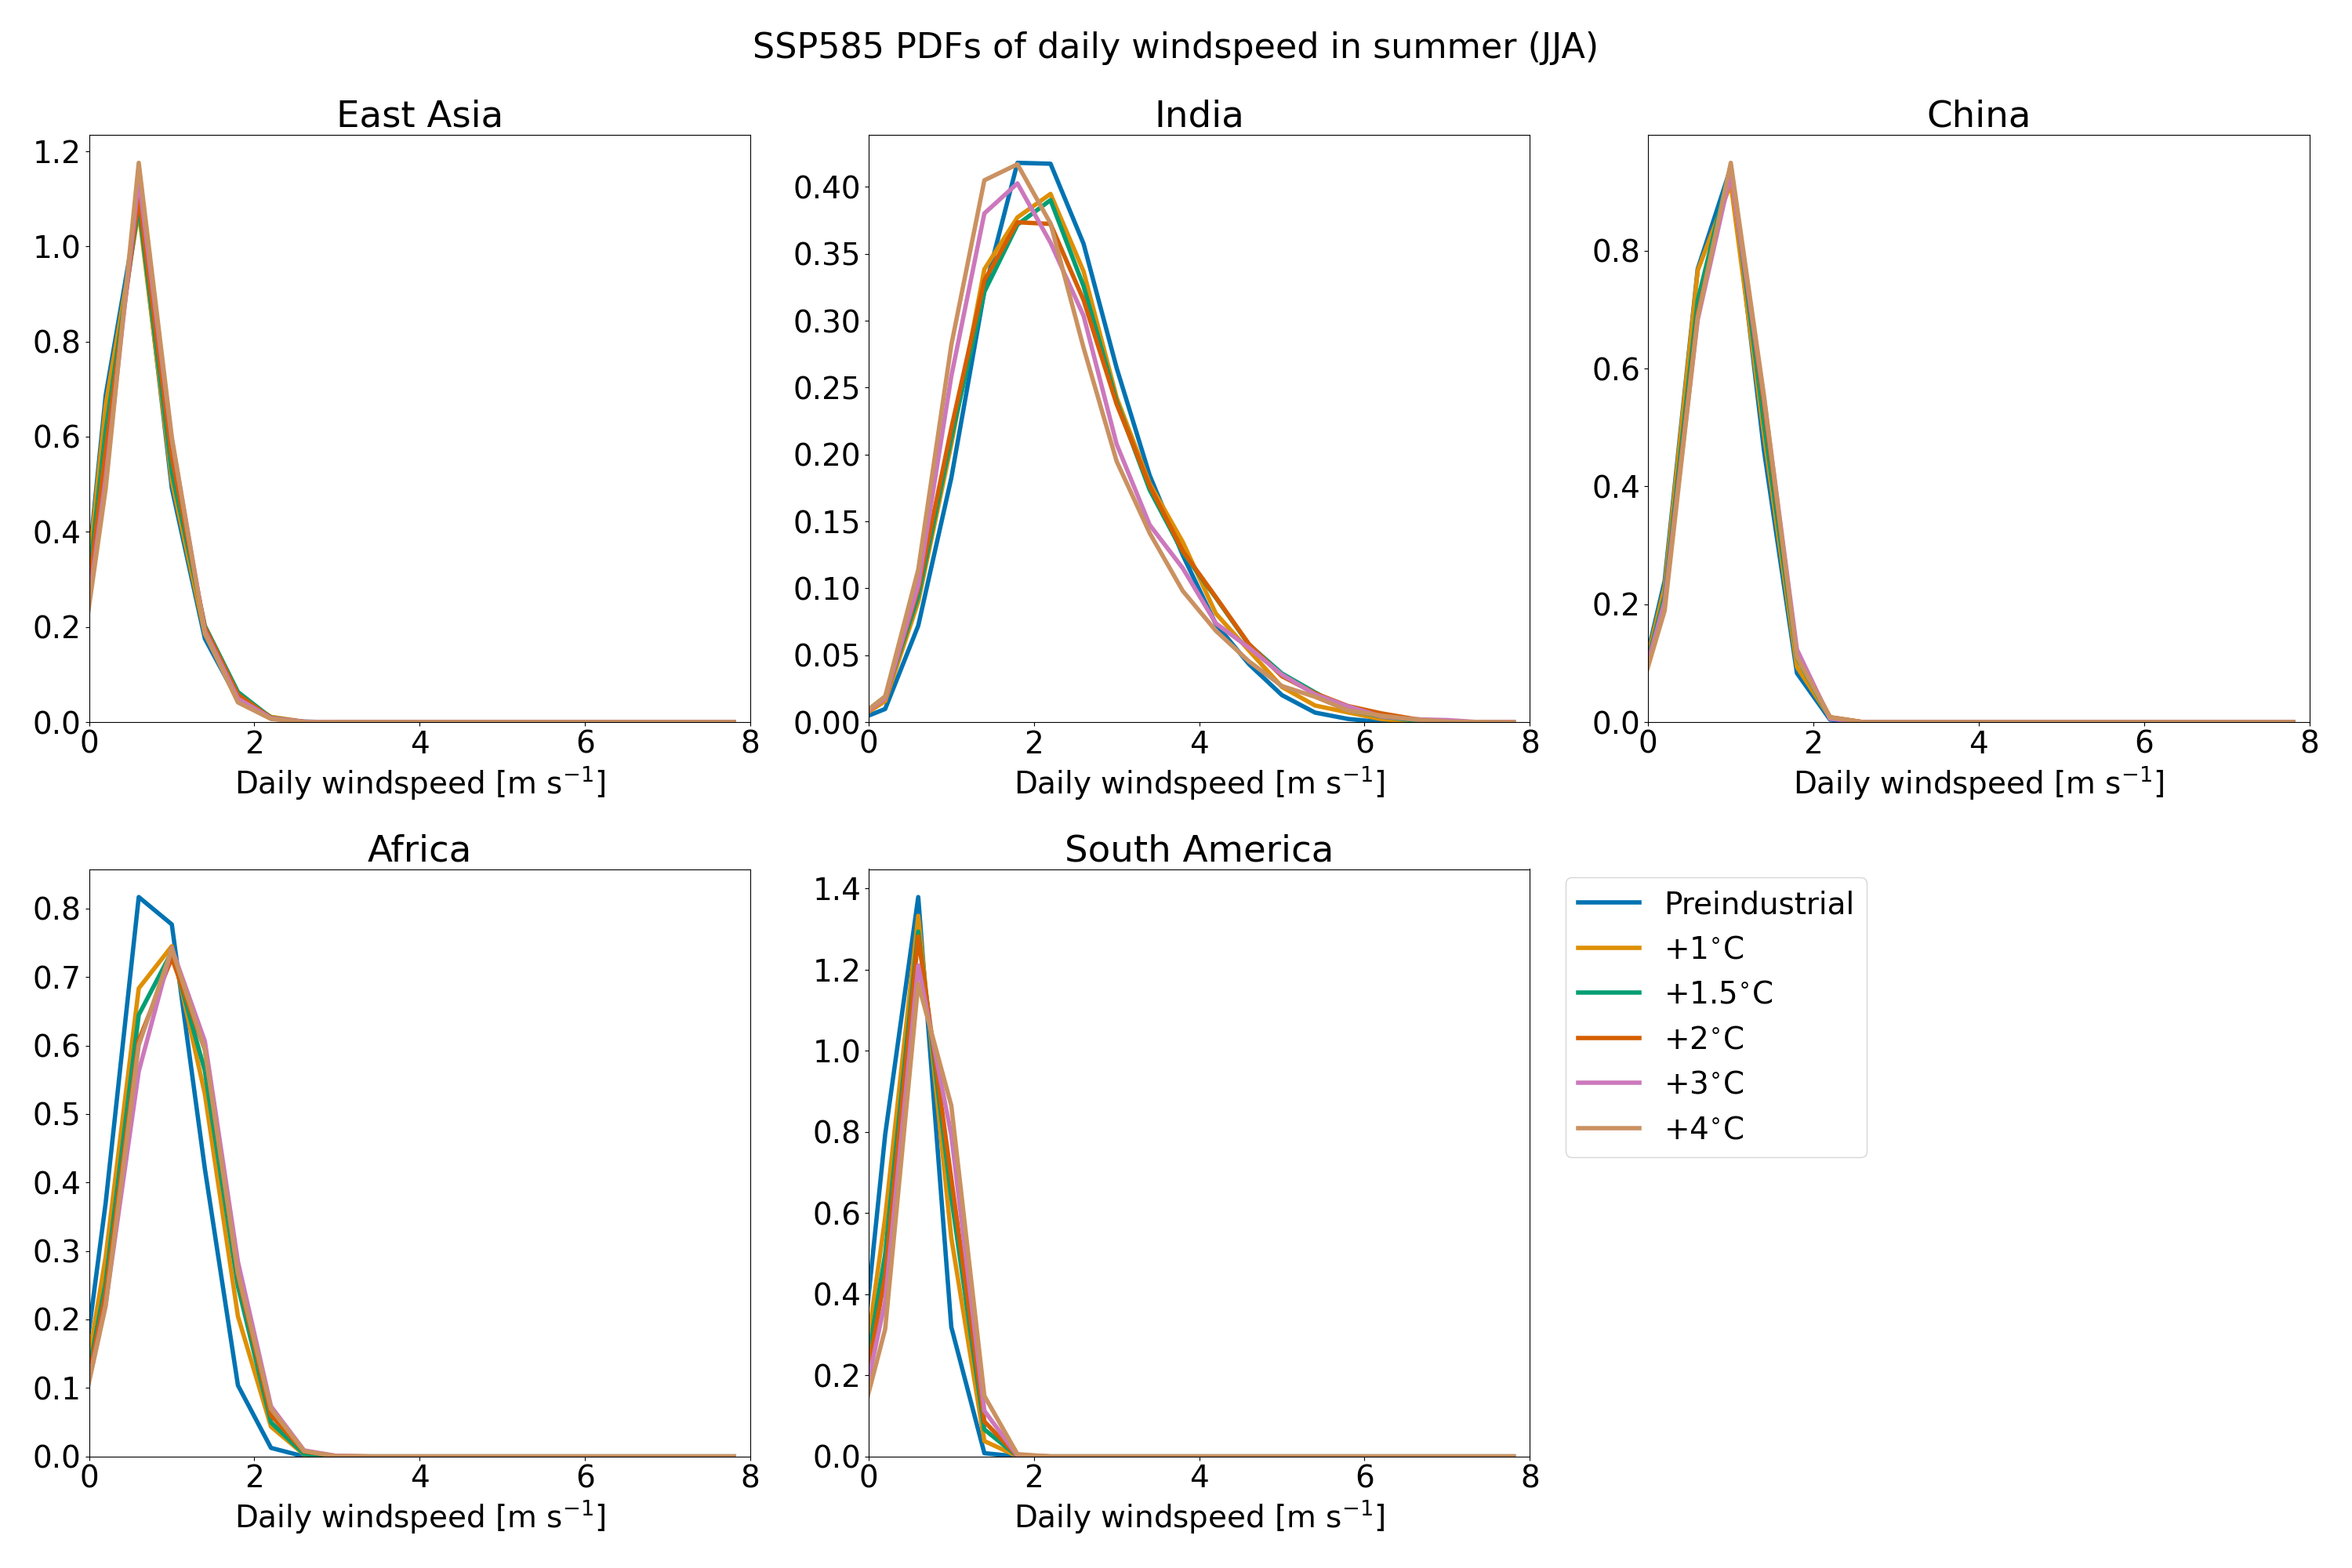 SSP585 PDFs of daily windspeed in summer (JJA)
East Asia
1.2
1.0
0.8
0.6
0.4
0.2
0.0
0 2 4 6 8
Daily windspeed [m s⁻¹]
India
0.40
0.35
0.30
0.25
0.20
0.15
0.10
0.05
0.00
0 2 4 6 8
Daily windspeed [m s⁻¹]
China
0.8
0.6
0.4
0.2
0.0
0 2 4 6 8
Daily windspeed [m s⁻¹]
Africa
0.8
0.7
0.6
0.5
0.4
0.3
0.2
0.1
0.0
0 2 4 6 8
Daily windspeed [m s⁻¹]
South America
1.4
1.2
1.0
0.8
0.6
0.4
0.2
0.0
0 2 4 6 8
Daily windspeed [m s⁻¹]
Preindustrial
+1°C
+1.5°C
+2°C
+3°C
+4°C